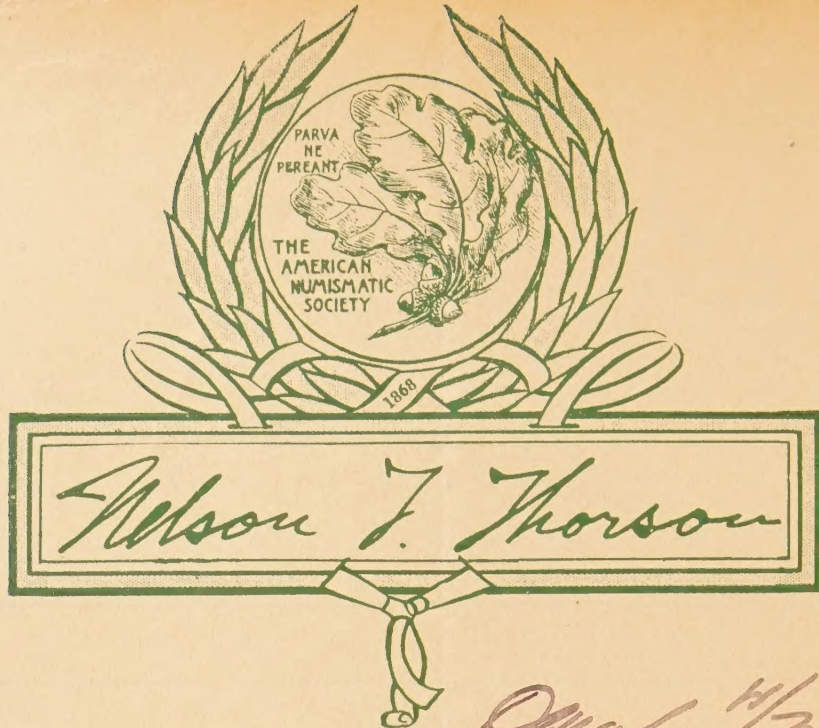 PARVA
NE
PEREANT
THE
AMERICAN
NUMISMATIC
SOCIETY
1868
Nelson T. Thorson